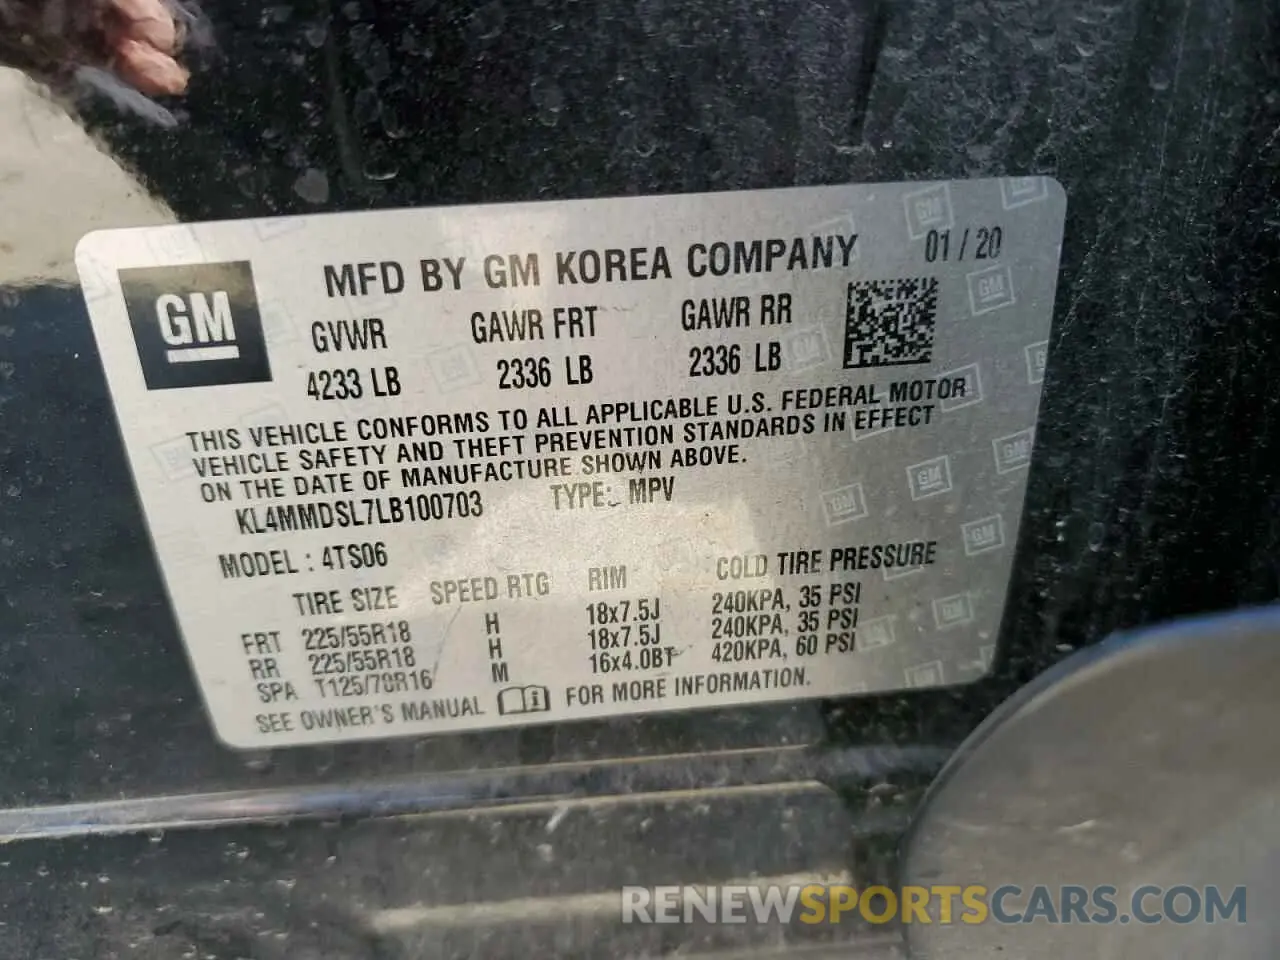 GM
MFD BY GM KOREA COMPANY 01 / 20
GVWR GAWR FRT GAWR RR
4233 LB 2336 LB 2336 LB
THIS VEHICLE CONFORMS TO ALL APPLICABLE U.S. FEDERAL MOTOR
VEHICLE SAFETY AND THEFT PREVENTION STANDARDS IN EFFECT
ON THE DATE OF MANUFACTURE SHOWN ABOVE.
KL4MMDSL7LB100703 TYPE: MPV
MODEL : 4TS06
TIRE SIZE SPEED RTG RIM COLD TIRE PRESSURE
FRT 225/55R18 H 18x7.5J 240KPA, 35 PSI
RR 225/55R18 H 18x7.5J 240KPA, 35 PSI
SPA T125/70R16 M 16x4.0BT 420KPA, 60 PSI
SEE OWNER'S MANUAL FOR MORE INFORMATION.
RENEWSPORTSCARS.COM